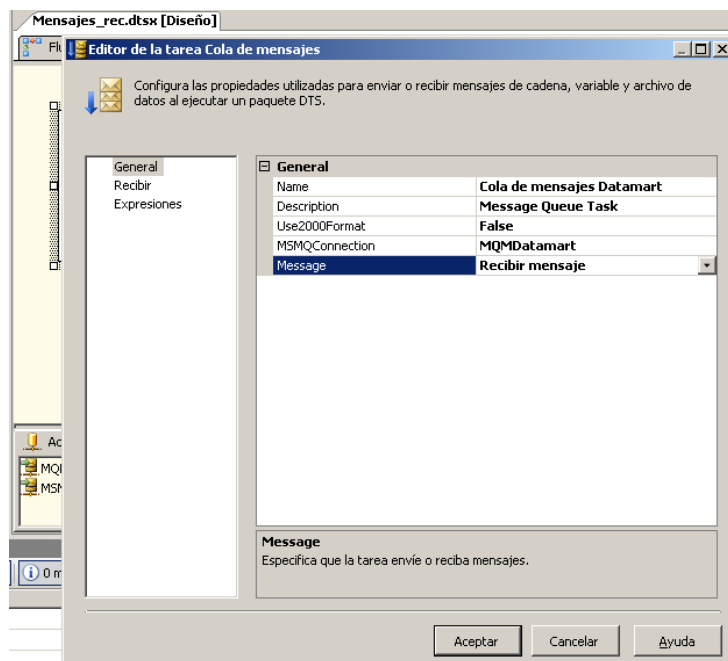 Mensajes_rec.dtsx [Diseño]
Editor de la tarea Cola de mensajes
Configura las propiedades utilizadas para enviar o recibir mensajes de cadena, variable y archivo de
datos al ejecutar un paquete DTS.
General
Recibir
Expresiones
General
Name Cola de mensajes Datamart
Description Message Queue Task
Use2000Format False
MSMQConnection MQMDatamart
Message Recibir mensaje
Message
Especifica que la tarea envíe o reciba mensajes.
0 m
Aceptar Cancelar Ayuda